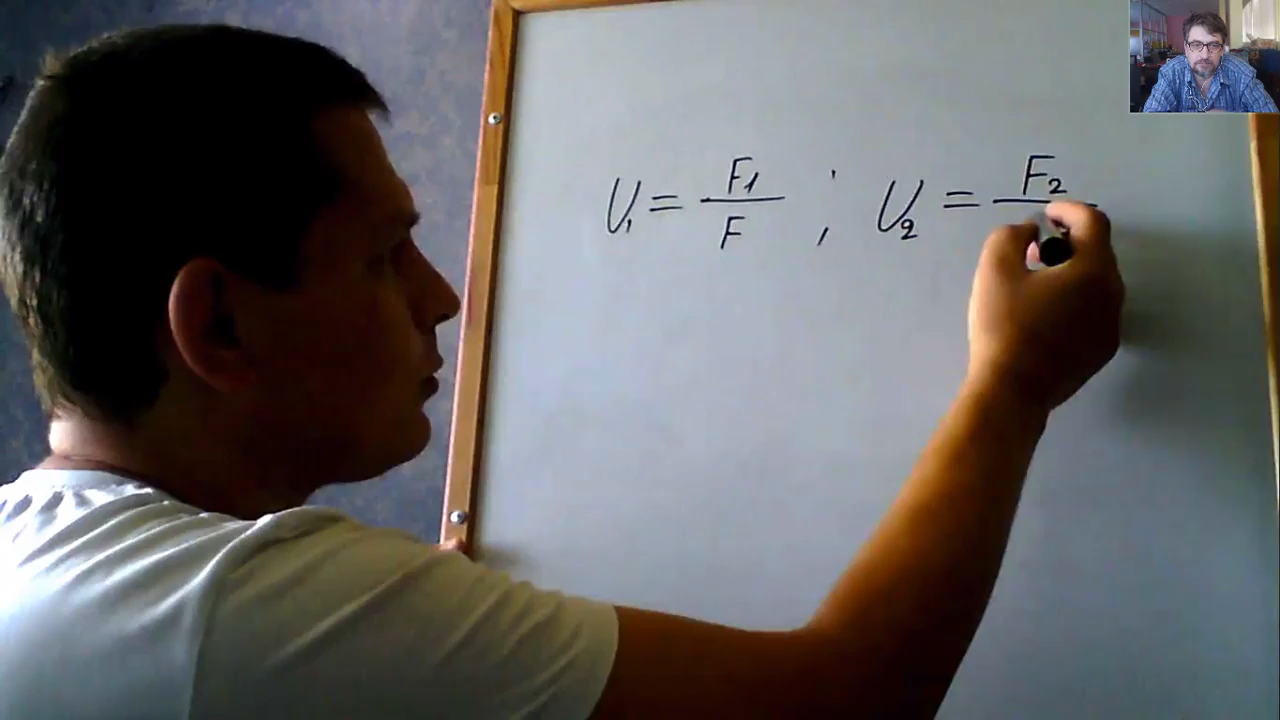 U₁ = F₁/F ; U₂ = F₂/